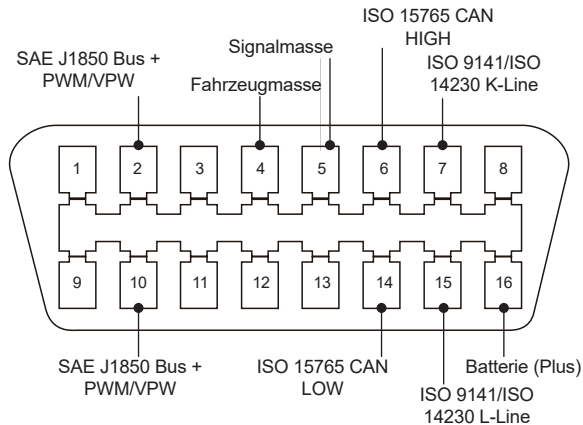 ISO 15765 CAN
HIGH
SAE J1850 Bus +
PWM/VPW
Signalmasse
ISO 9141/ISO
14230 K-Line
Fahrzeugmasse
1 2 3 4 5 6 7 8
9 10 11 12 13 14 15 16
SAE J1850 Bus +
PWM/VPW
ISO 15765 CAN
LOW
Batterie (Plus)
ISO 9141/ISO
14230 L-Line